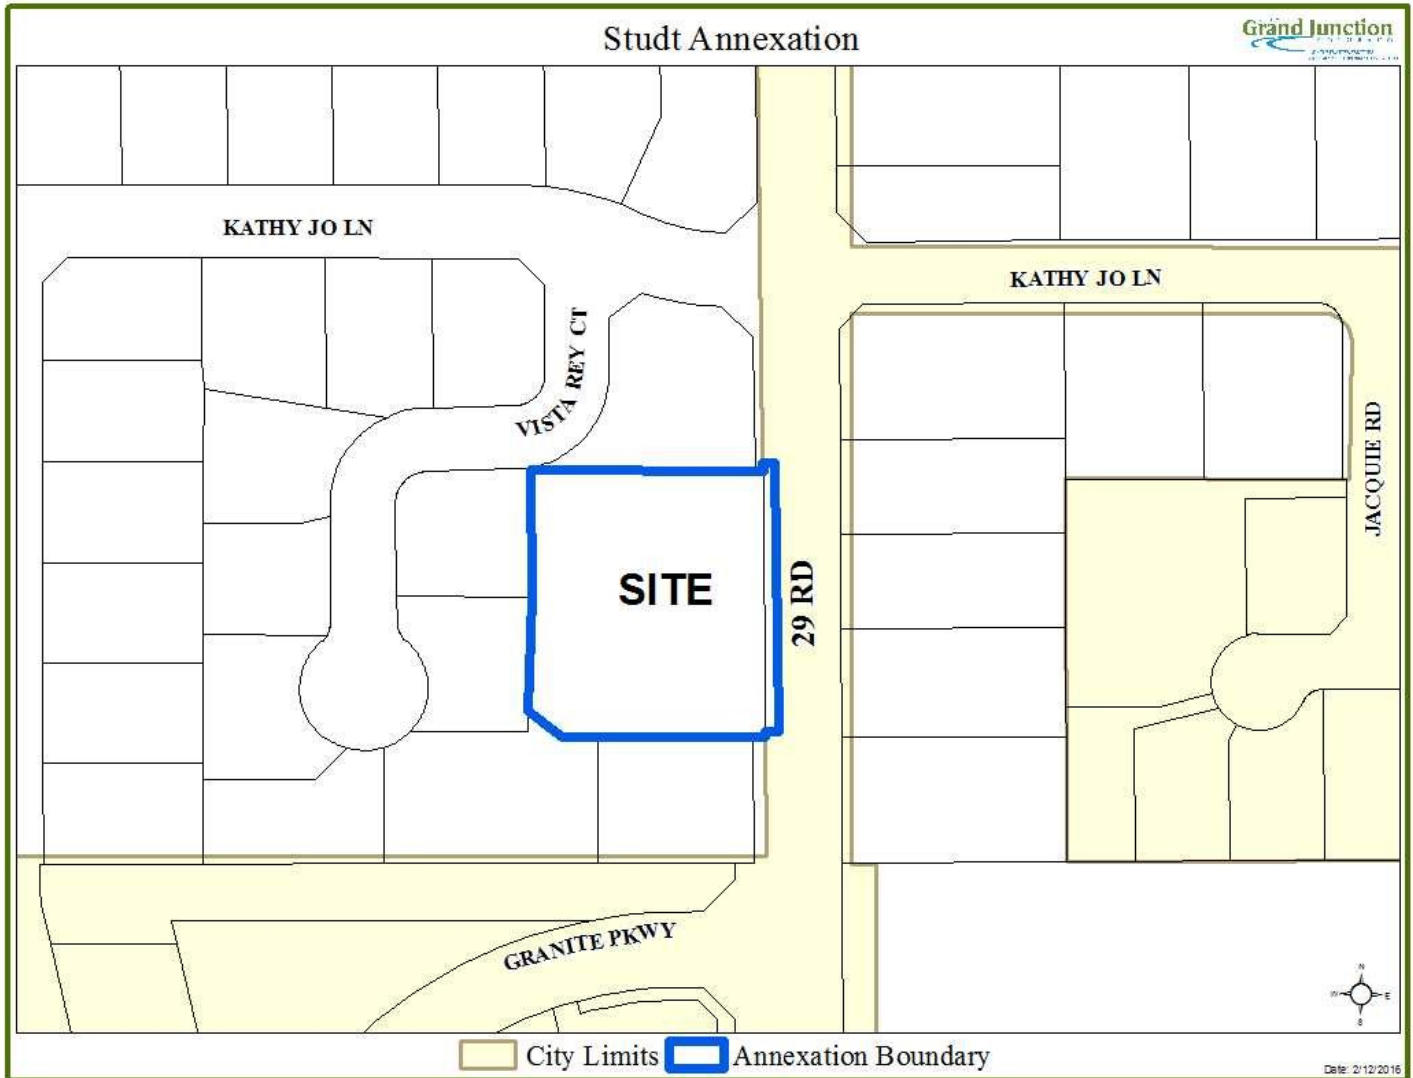 Studt Annexation
Grand Junction
COLORADO
KATHY JO LN
KATHY JO LN
VISTA REY CT
JACQUIE RD
SITE
29 RD
GRANITE PKWY
N
W E
S
City Limits Annexation Boundary
Date: 2/12/2016